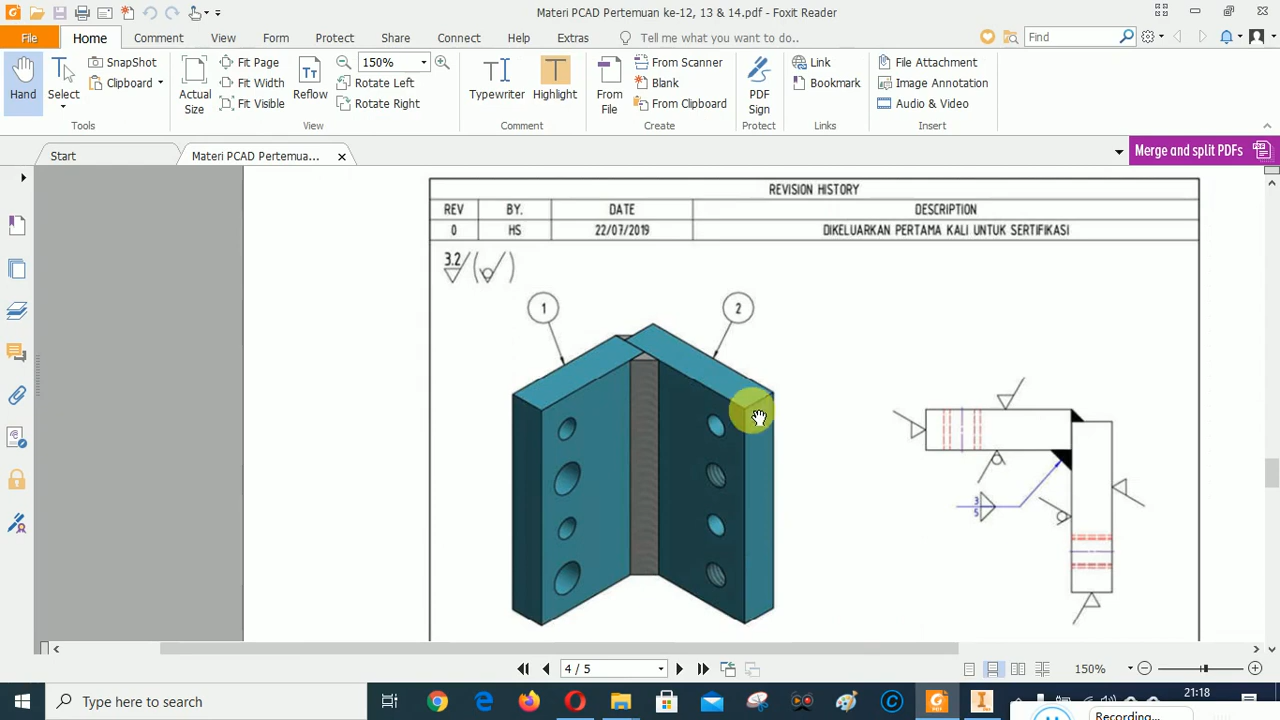 Materi PCAD Pertemuan ke-12, 13 & 14.pdf - Foxit Reader
File Home Comment View Form Protect Share Connect Help Extras Tell me what you want to do.. Find
Hand
Select
SnapShot
Clipboard
Tools
Actual Size
Fit Page
Fit Width
Fit Visible
Reflow
150%
Rotate Left
Rotate Right
View
Typewriter
Highlight
Comment
From File
From Scanner
Blank
From Clipboard
Create
PDF Sign
Protect
Link
Bookmark
Links
File Attachment
Image Annotation
Audio & Video
Insert
Start
Materi PCAD Pertemua...
Merge and split PDFs
REVISION HISTORY
REV BY. DATE DESCRIPTION
0 HS 22/07/2019 DIKELUARKAN PERTAMA KALI UNTUK SERTIFIKASI
3.2
1
2
3
5
4 / 5
150%
Type here to search
21:18
Recording...